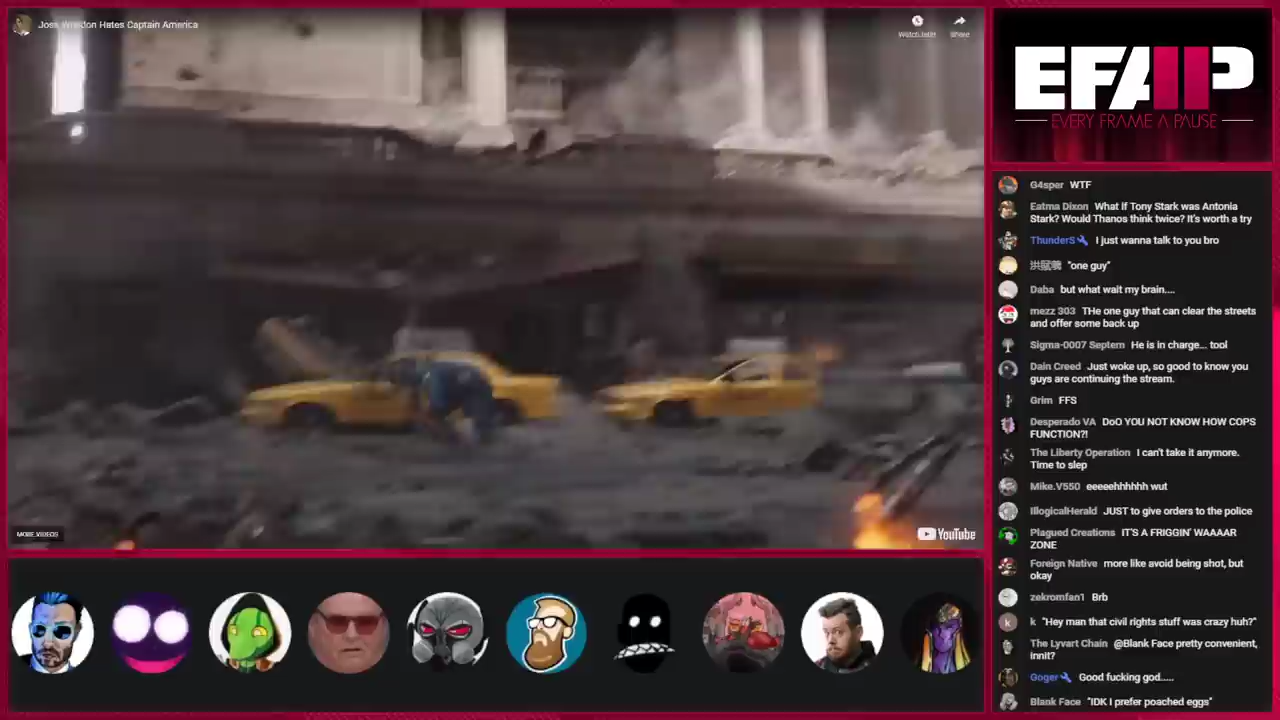 Joss Whedon Hates Captain America
Watch later
Share
MORE VIDEOS
YouTube
EFAP
EVERY FRAME A PAUSE
G4sper WTF
Eatma Dixon What if Tony Stark was Antonia
Stark? Would Thanos think twice? It's worth a try
ThunderS I just wanna talk to you bro
"one guy"
Daba but what wait my brain....
mezz 303 THe one guy that can clear the streets
and offer some back up
Sigma-0007 Septem He is in charge... tool
Dain Creed Just woke up, so good to know you
guys are continuing the stream.
Grim FFS
Desperado VA DoO YOU NOT KNOW HOW COPS
FUNCTION?!
The Liberty Operation I can't take it anymore.
Time to slep
Mike.V550 eeeeehhhhhh wut
IllogicalHerald JUST to give orders to the police
Plagued Creations IT'S A FRIGGIN' WAAAAR
ZONE
Foreign Native more like avoid being shot, but
okay
zekromfan1 Brb
k "Hey man that civil rights stuff was crazy huh?"
The Lyvart Chain @Blank Face pretty convenient,
innit?
Goger Good fucking god.....
Blank Face "IDK I prefer poached eggs"